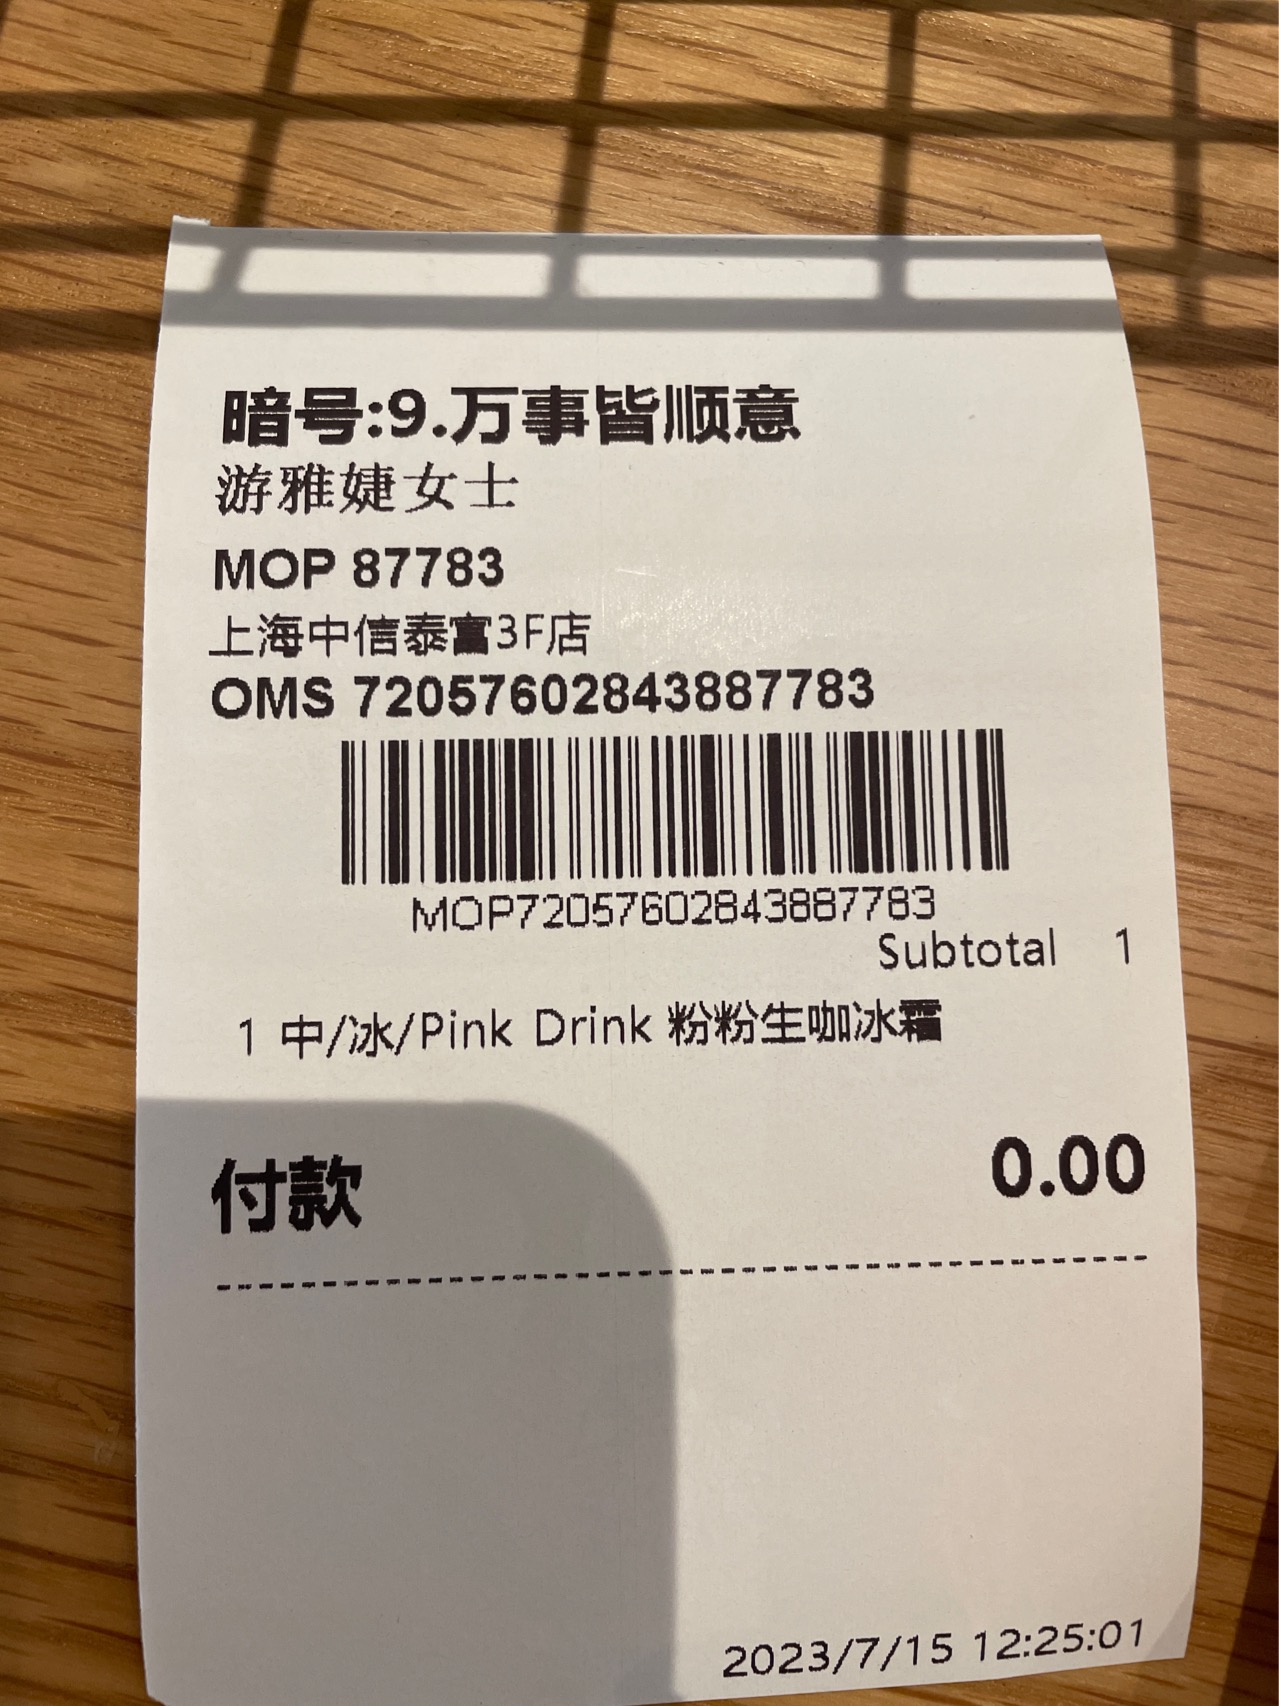 暗号:9.万事皆顺意
游雅婕女士
MOP 87783
上海中信泰富3F店
OMS 72057602843887783
MOP72057602843887783
Subtotal 1
1 中/冰/Pink Drink 粉粉生咖冰霜
付款 0.00
2023/7/15 12:25:01